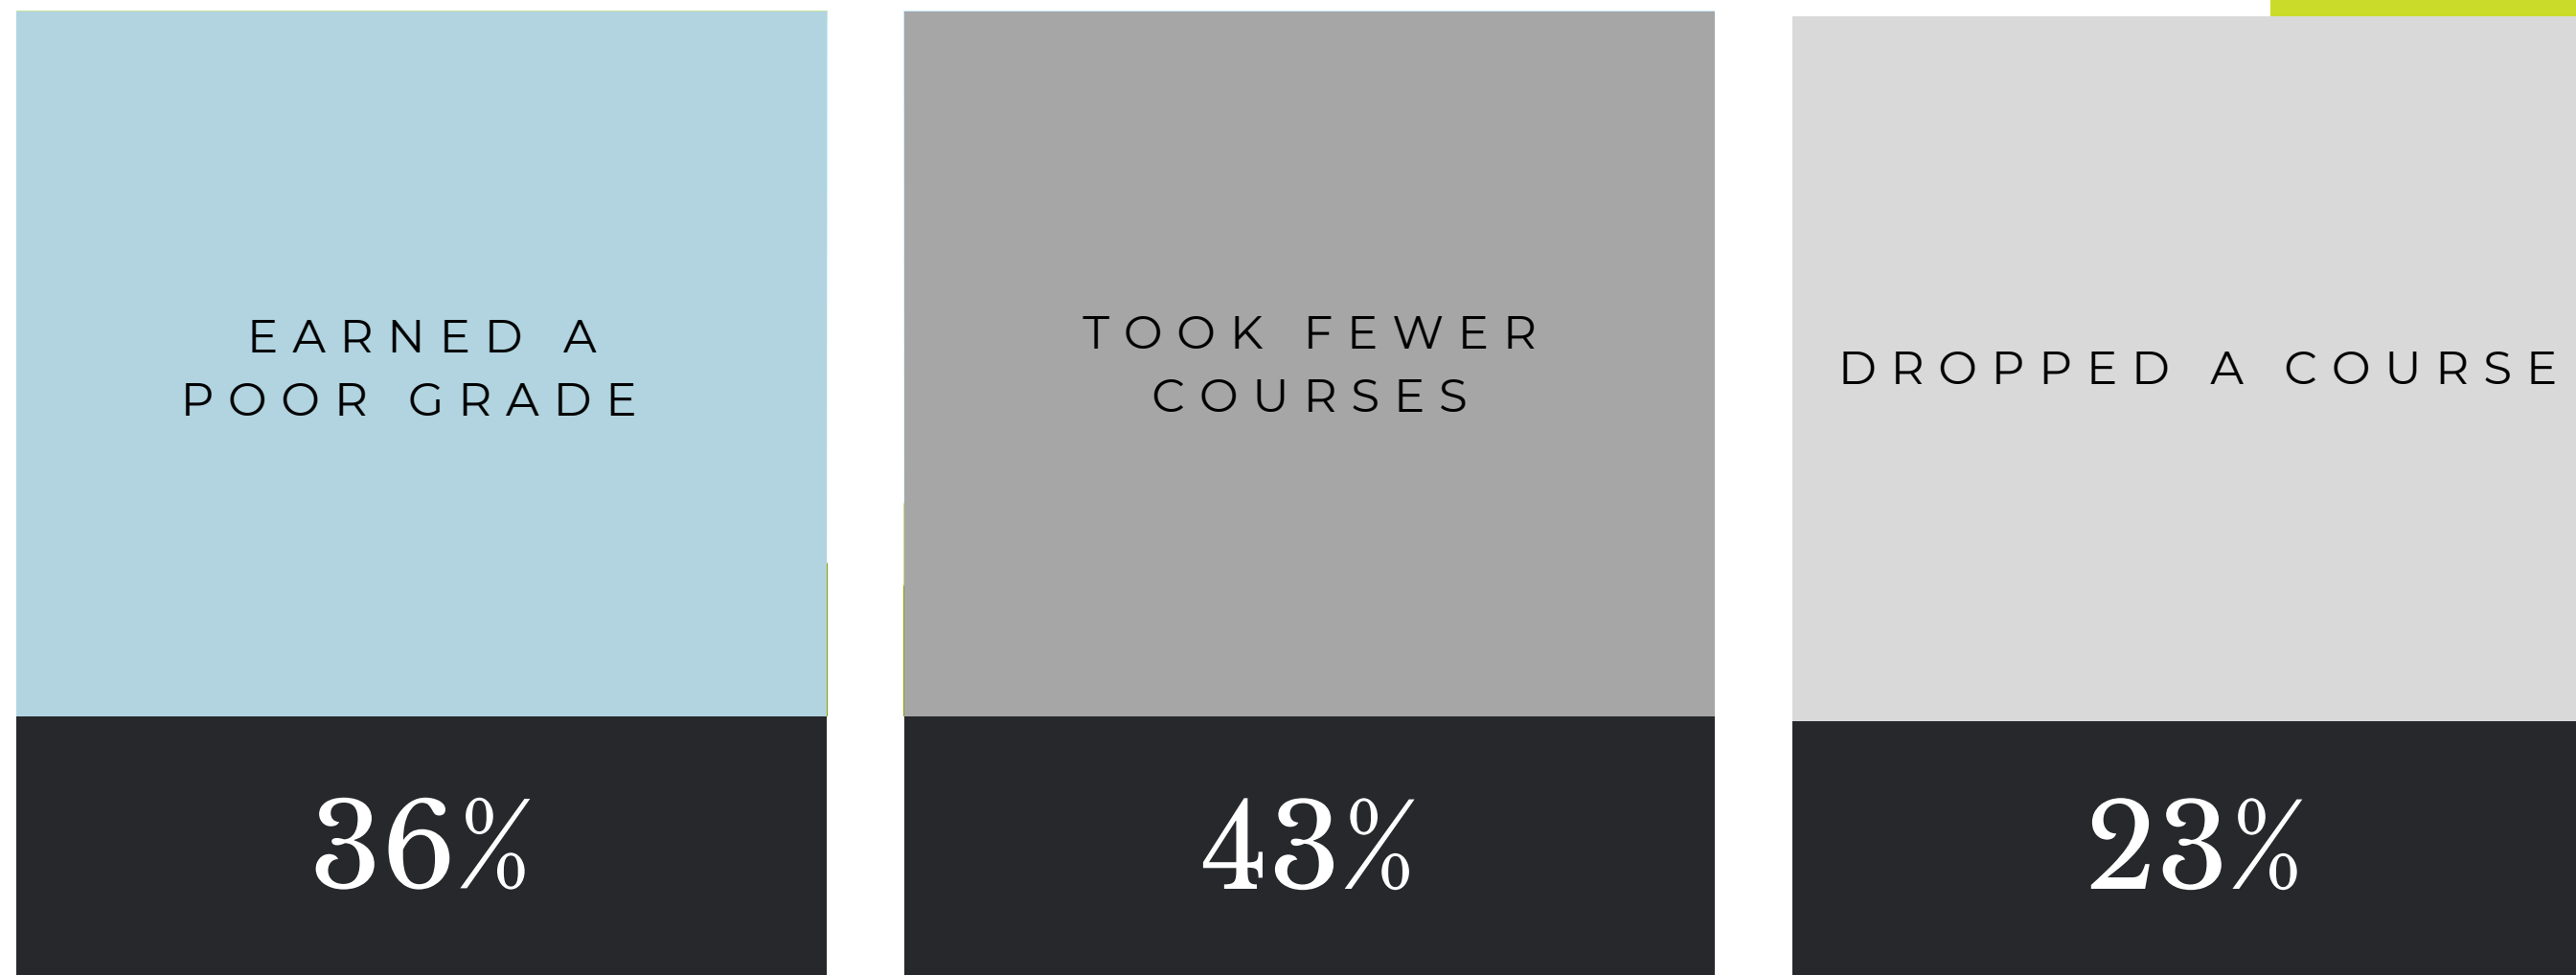 EARNED A
POOR GRADE
36%
TOOK FEWER
COURSES
43%
DROPPED A COURSE
23%